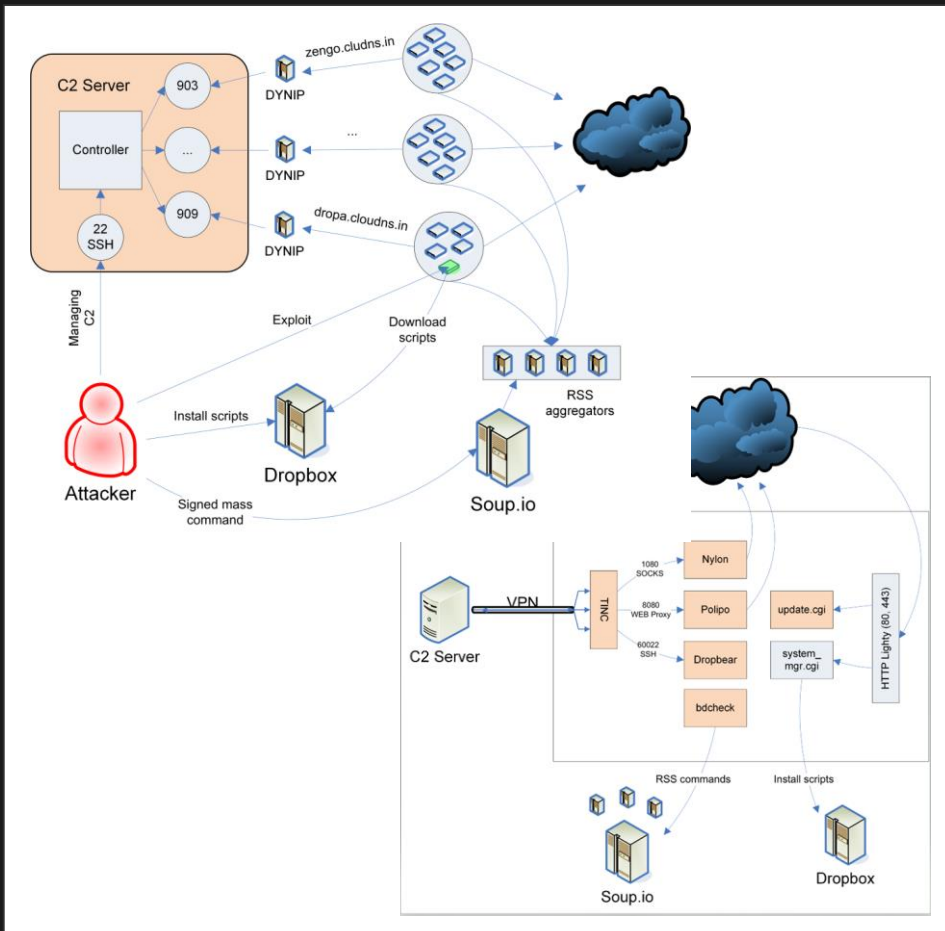 zengo.cludns.in
C2 Server
903
DYNIP
Controller
...
DYNIP
...
909
dropa.cloudns.in
22
SSH
DYNIP
Managing
C2
Exploit
Download
scripts
RSS
aggregators
Install scripts
Attacker
Dropbox
Signed mass
command
Soup.io
C2 Server
VPN
TINC
1080
SOCKS
Nylon
8080
WEB Proxy
Polipo
60022
SSH
Dropbear
bdcheck
update.cgi
system_
mgr.cgi
HTTP Lighty (80, 443)
RSS commands
Install scripts
Soup.io
Dropbox